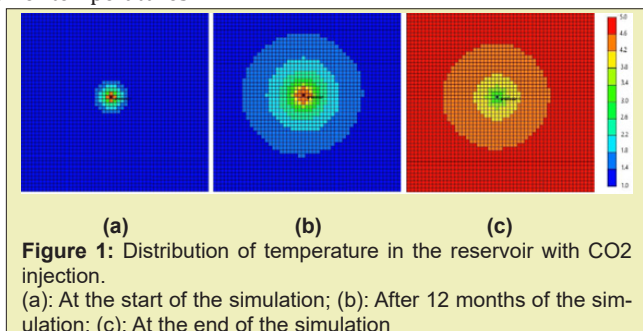 (a) (b) (c)
Figure 1: Distribution of temperature in the reservoir with CO2
injection.
(a): At the start of the simulation; (b): After 12 months of the sim-
ulation; (c): At the end of the simulation